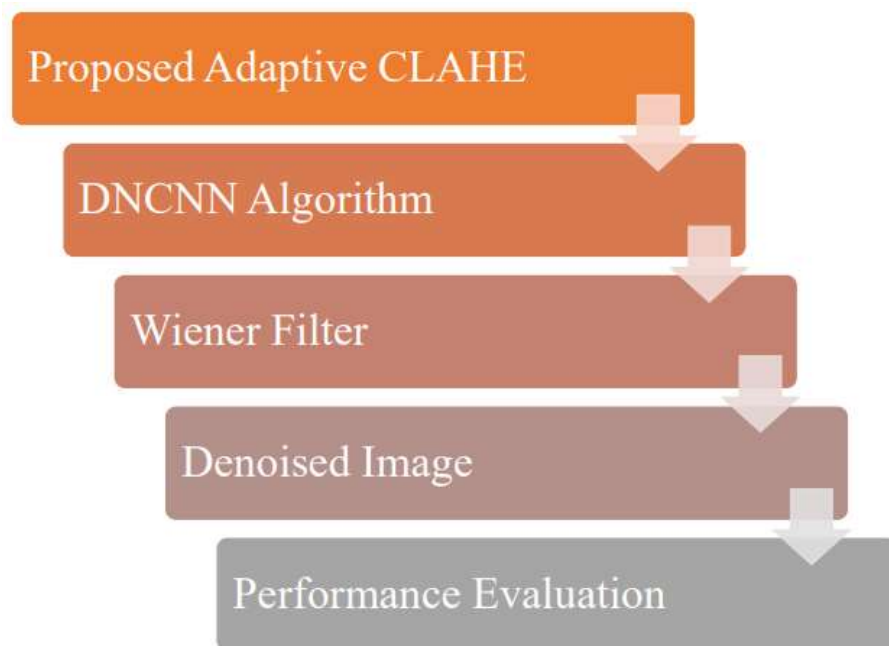 Proposed Adaptive CLAHE
DNCNN Algorithm
Wiener Filter
Denoised Image
Performance Evaluation